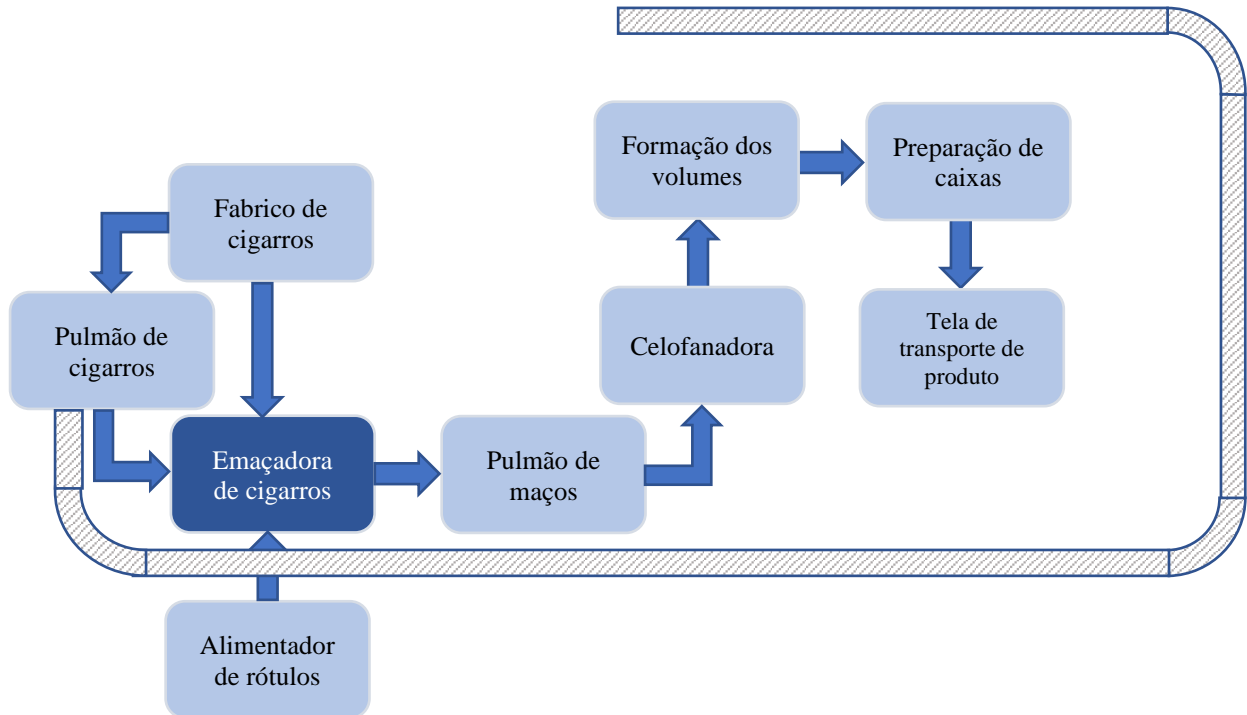 Formação dos
volumes
Preparação de
caixas
Fabrico de
cigarros
Pulmão de
cigarros
Celofanadora
Tela de
transporte de
produto
Emaçadora
de cigarros
Pulmão de
maços
Alimentador
de rótulos